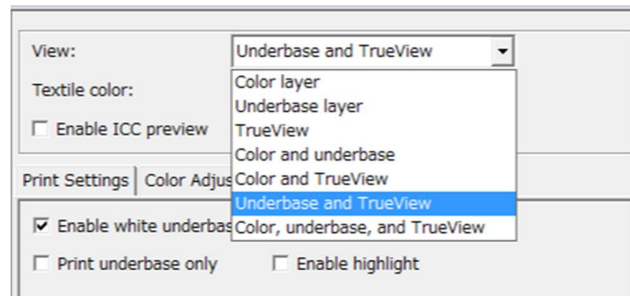 View: Underbase and TrueView
Textile color: Color layer
Underbase layer
Enable ICC preview TrueView
Color and underbase
Print Settings Color Adjus Color and TrueView
Underbase and TrueView
Enable white underbas Color, underbase, and TrueView
Print underbase only Enable highlight